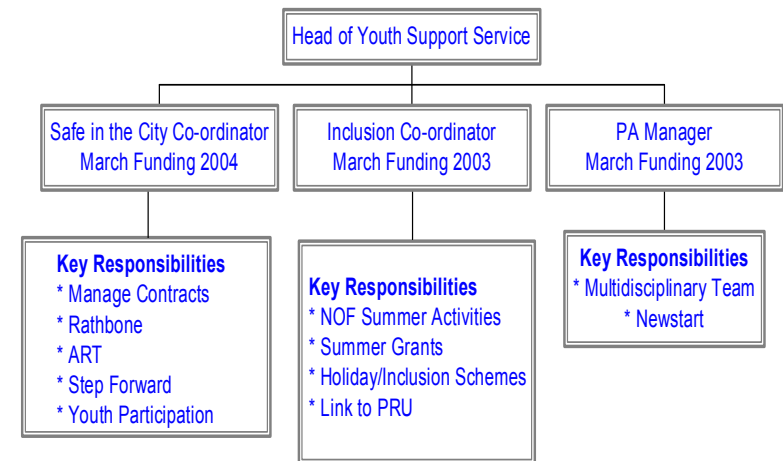 Head of Youth Support Service
Safe in the City Co-ordinator
March Funding 2004
Inclusion Co-ordinator
March Funding 2003
PA Manager
March Funding 2003
Key Responsibilities
* Manage Contracts
* Rathbone
* ART
* Step Forward
* Youth Participation
Key Responsibilities
* NOF Summer Activities
* Summer Grants
* Holiday/Inclusion Schemes
* Link to PRU
Key Responsibilities
* Multidisciplinary Team
* Newstart